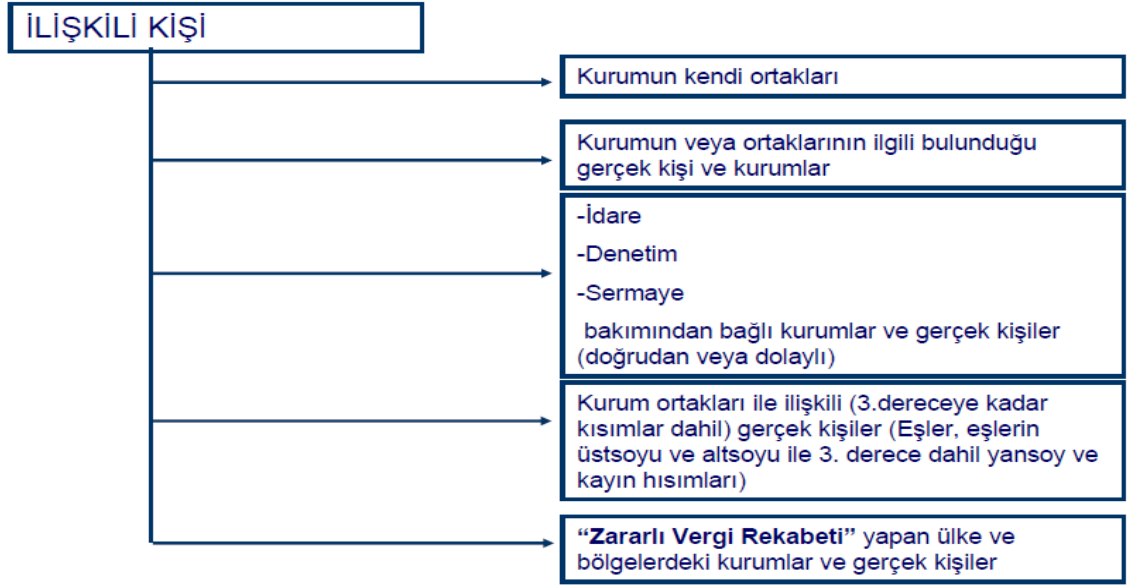 İLİŞKİLİ KİŞİ
Kurumun kendi ortakları
Kurumun veya ortaklarının ilgili bulunduğu
gerçek kişi ve kurumlar
-İdare
-Denetim
-Sermaye
bakımından bağlı kurumlar ve gerçek kişiler
(doğrudan veya dolaylı)
Kurum ortakları ile ilişkili (3.dereceye kadar
kısımlar dahil) gerçek kişiler (Eşler, eşlerin
üstsoyu ve altsoyu ile 3. derece dahil yansoy ve
kayın hısımları)
“Zararlı Vergi Rekabeti” yapan ülke ve
bölgelerdeki kurumlar ve gerçek kişiler